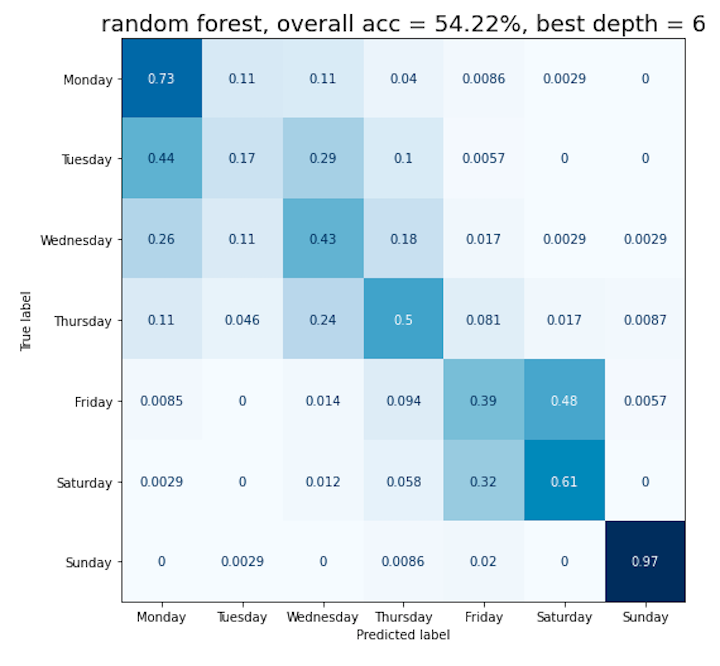 random forest, overall acc = 54.22%, best depth = 6
Monday 0.73 0.11 0.11 0.04 0.0086 0.0029 0
Tuesday 0.44 0.17 0.29 0.1 0.0057 0 0
Wednesday 0.26 0.11 0.43 0.18 0.017 0.0029 0.0029
Thursday 0.11 0.046 0.24 0.5 0.081 0.017 0.0087
Friday 0.0085 0 0.014 0.094 0.39 0.48 0.0057
Saturday 0.0029 0 0.012 0.058 0.32 0.61 0
Sunday 0 0.0029 0 0.0086 0.02 0 0.97
True label
Monday Tuesday Wednesday Thursday Friday Saturday Sunday
Predicted label